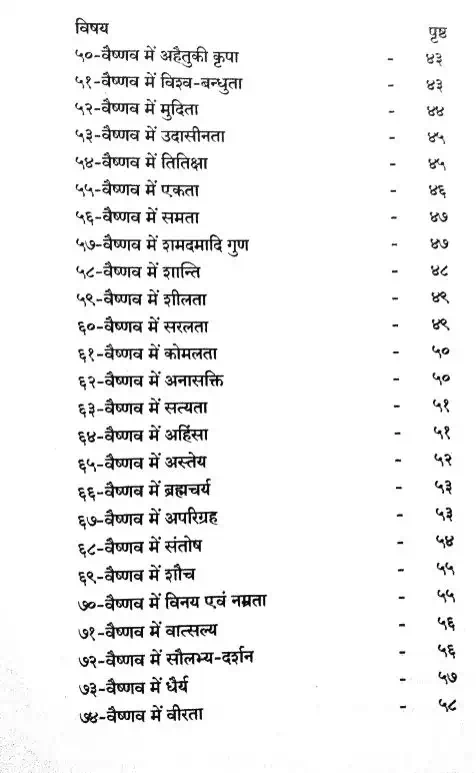 विषय पृष्ठ
५०-वैष्णव में अहैतुकी कृपा - ४३
५१-वैष्णव में विश्व-बन्धुता - ४३
५२-वैष्णव में मुदिता - ४४
५३-वैष्णव में उदासीनता - ४५
५४-वैष्णव में तितिक्षा - ४५
५५-वैष्णव में एकता - ४६
५६-वैष्णव में समता - ४७
५७-वैष्णव में शमदमादि गुण - ४७
५८-वैष्णव में शान्ति - ४८
५९-वैष्णव में शीलता - ४९
६०-वैष्णव में सरलता - ४९
६१-वैष्णव में कोमलता - ५०
६२-वैष्णव में अनासक्ति - ५०
६३-वैष्णव में सत्यता - ५१
६४-वैष्णव में अहिंसा - ५१
६५-वैष्णव में अस्तेय - ५२
६६-वैष्णव में ब्रह्मचर्य - ५३
६७-वैष्णव में अपरिग्रह - ५३
६८-वैष्णव में संतोष - ५४
६९-वैष्णव में शौच - ५५
७०-वैष्णव में विनय एवं नम्रता - ५५
७१-वैष्णव में वात्सल्य - ५६
७२-वैष्णव में सौलभ्य-दर्शन - ५६
७३-वैष्णव में धैर्य - ५७
७४-वैष्णव में वीरता - ५८